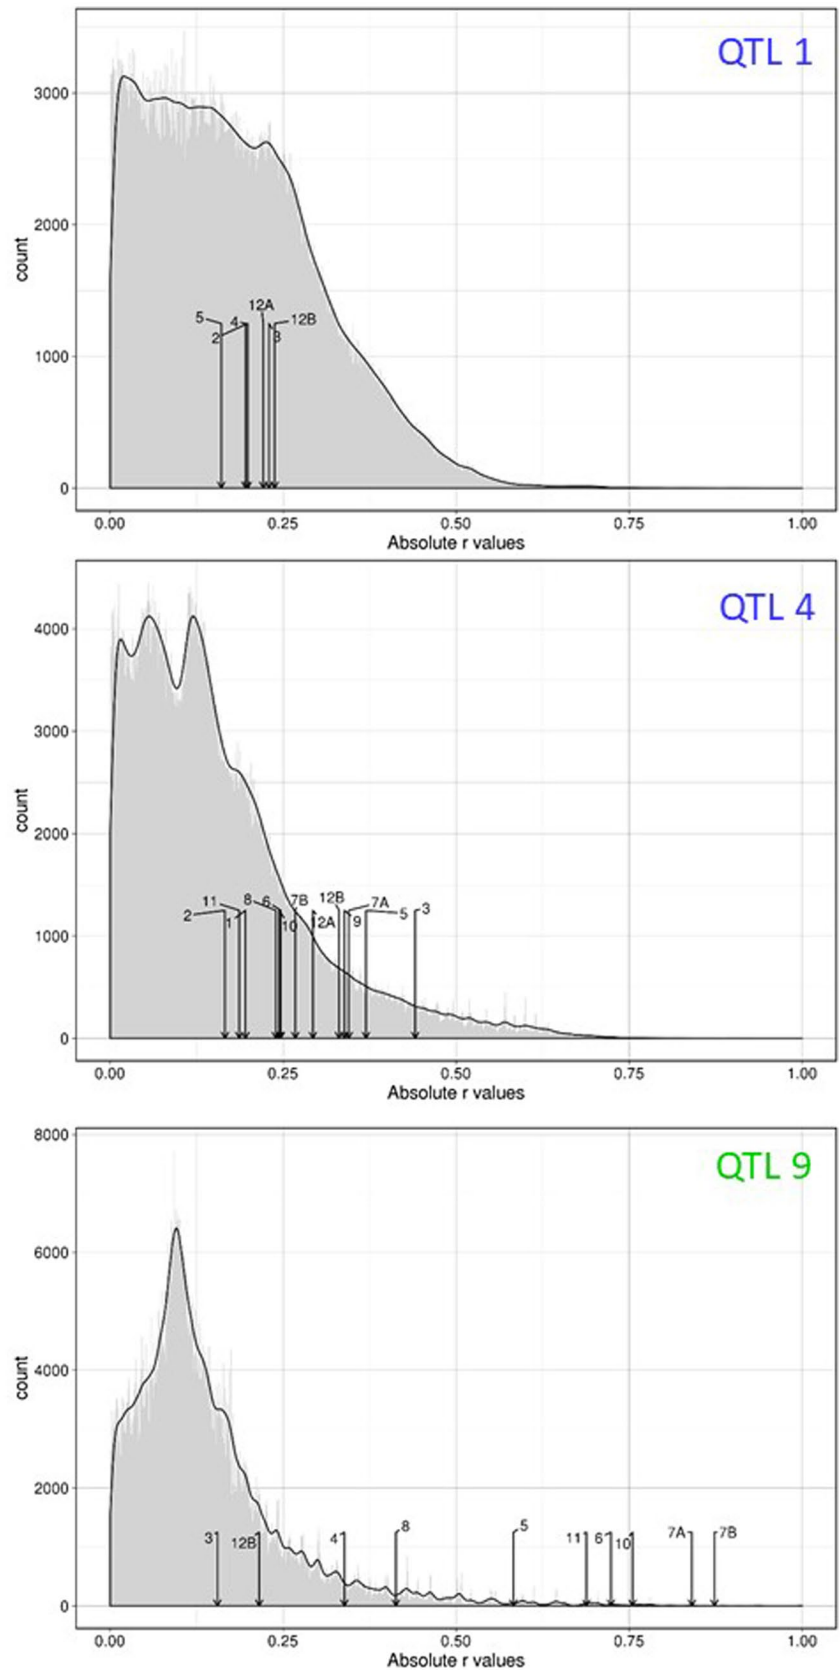 QTL 1
3000
2000
1000
0
count
12A
5 4 12B
2 3
0.00 0.25 0.50 0.75 1.00
Absolute r values
QTL 4
4000
3000
2000
1000
0
count
11 8 6 7B 12B 7A 3
2 1 10 12A 9 5
0.00 0.25 0.50 0.75 1.00
Absolute r values
QTL 9
8000
6000
4000
2000
0
count
3 12B 4 8 5 11 6 10 7A 7B
0.00 0.25 0.50 0.75 1.00
Absolute r values